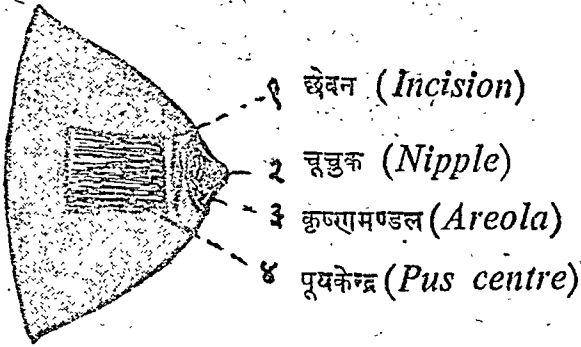 १ छेदन (Incision)
२ चूचुक (Nipple)
३ कृष्णमण्डल (Areola)
४ पूयकेन्द्र (Pus centre)